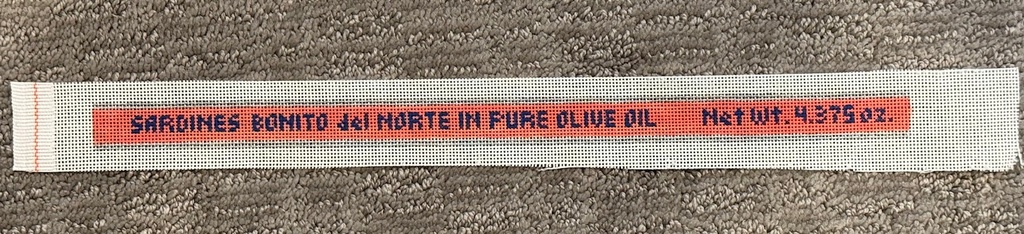 SARDINES BONITO del NORTE IN PURE OLIVE OIL Net Wt. 4.375 oz.